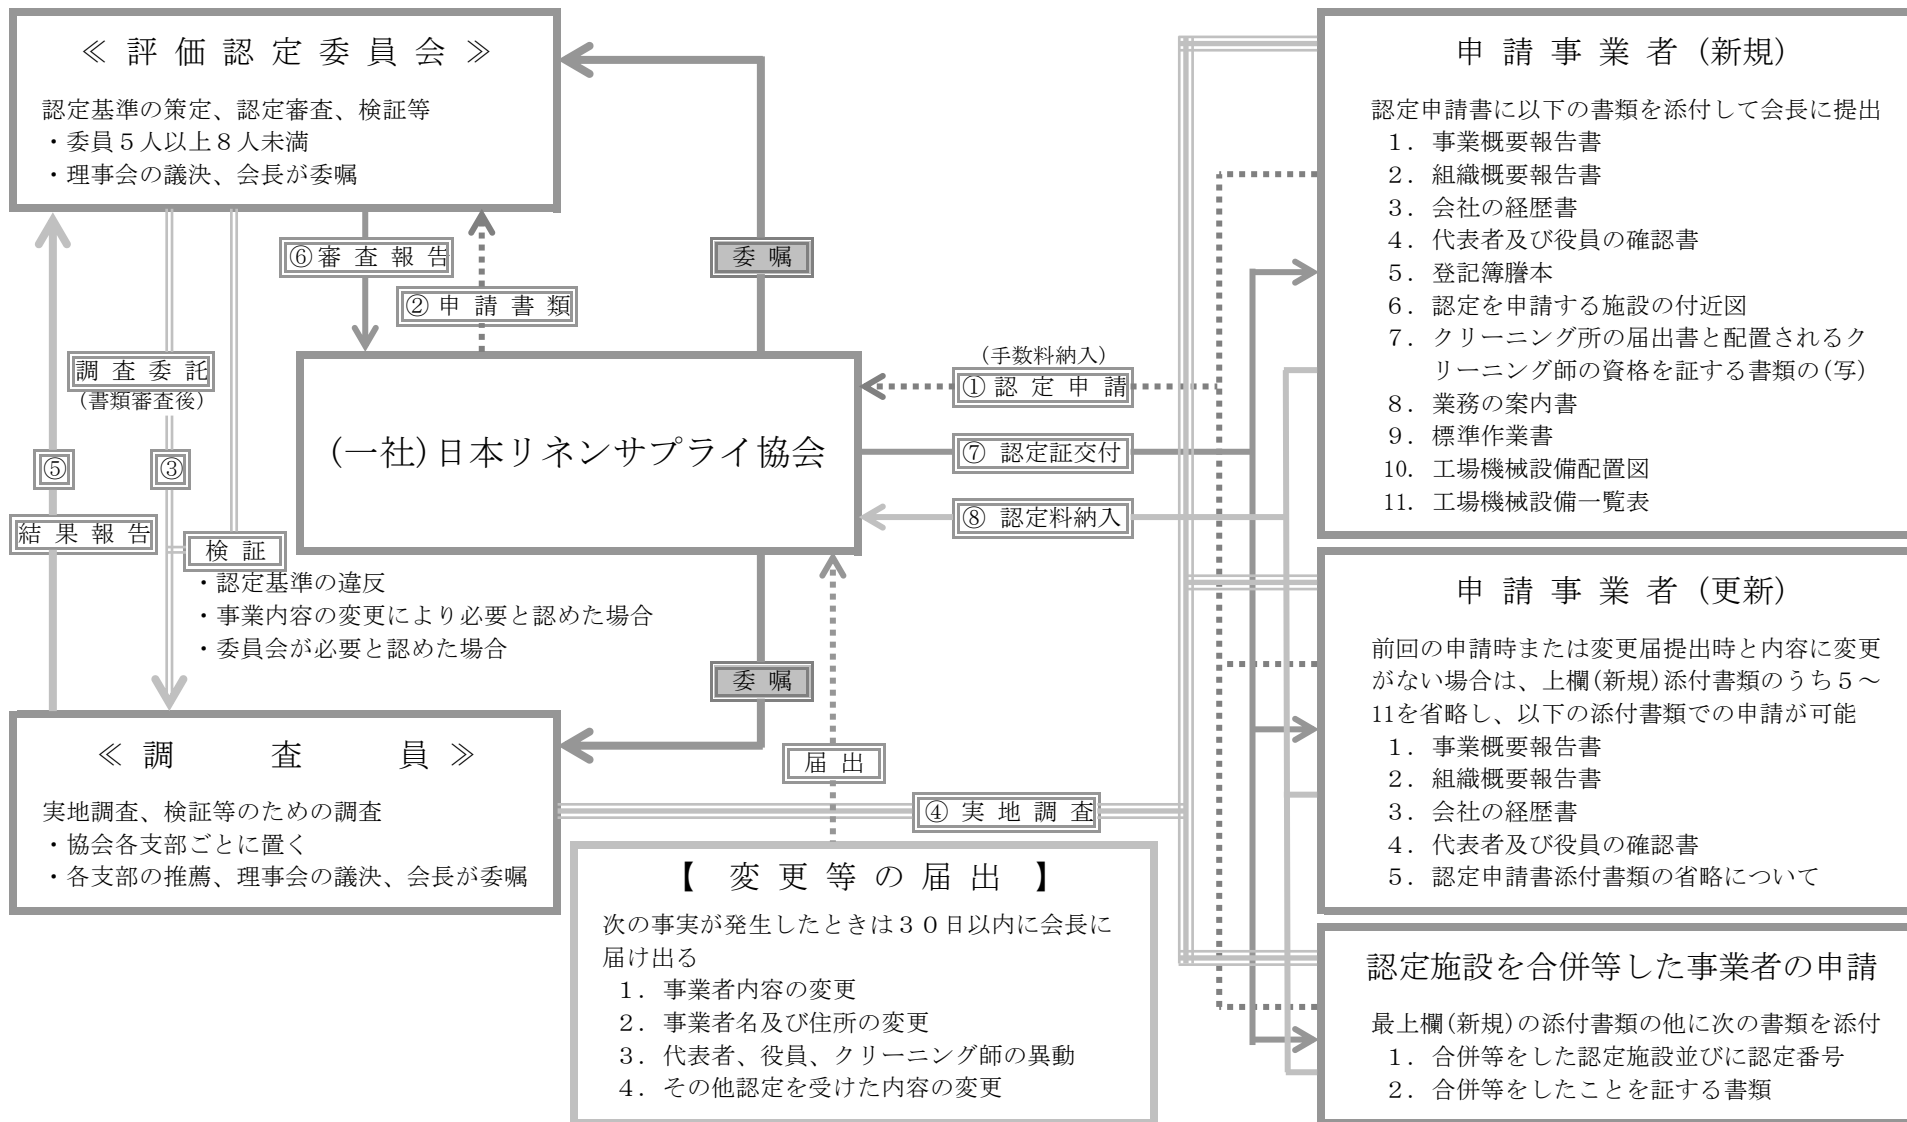 ≪ 評 価 認 定 委 員 会 ≫
認定基準の策定、認定審査、検証等
・委員５人以上８人未満
・理事会の議決、会長が委嘱
⑥審 査 報 告
②申 請 書 類
委 嘱
調 査 委 託
(書類審査後)
⑤
③
結 果 報 告
検 証
・認定基準の違反
・事業内容の変更により必要と認めた場合
・委員会が必要と認めた場合
(一社)日本リネンサプライ協会
(手数料納入)
①認 定 申 請
⑦ 認定証交付
⑧ 認定料納入
委 嘱
届 出
≪ 調 査 員 ≫
実地調査、検証等のための調査
・協会各支部ごとに置く
・各支部の推薦、理事会の議決、会長が委嘱
④ 実 地 調 査
【 変 更 等 の 届 出 】
次の事実が発生したときは３０日以内に会長に
届け出る
１．事業者内容の変更
２．事業者名及び住所の変更
３．代表者、役員、クリーニング師の異動
４．その他認定を受けた内容の変更
申 請 事 業 者 (新規)
認定申請書に以下の書類を添付して会長に提出
１．事業概要報告書
２．組織概要報告書
３．会社の経歴書
４．代表者及び役員の確認書
５．登記簿謄本
６．認定を申請する施設の付近図
７．クリーニング所の届出書と配置されるク
リーニング師の資格を証する書類の(写)
８．業務の案内書
９．標準作業書
10．工場機械設備配置図
11．工場機械設備一覧表
申 請 事 業 者 (更新)
前回の申請時または変更届提出時と内容に変更
がない場合は、上欄(新規)添付書類のうち５～
11を省略し、以下の添付書類での申請が可能
１．事業概要報告書
２．組織概要報告書
３．会社の経歴書
４．代表者及び役員の確認書
５．認定申請書添付書類の省略について
認定施設を合併等した事業者の申請
最上欄(新規)の添付書類の他に次の書類を添付
１．合併等をした認定施設並びに認定番号
２．合併等をしたことを証する書類